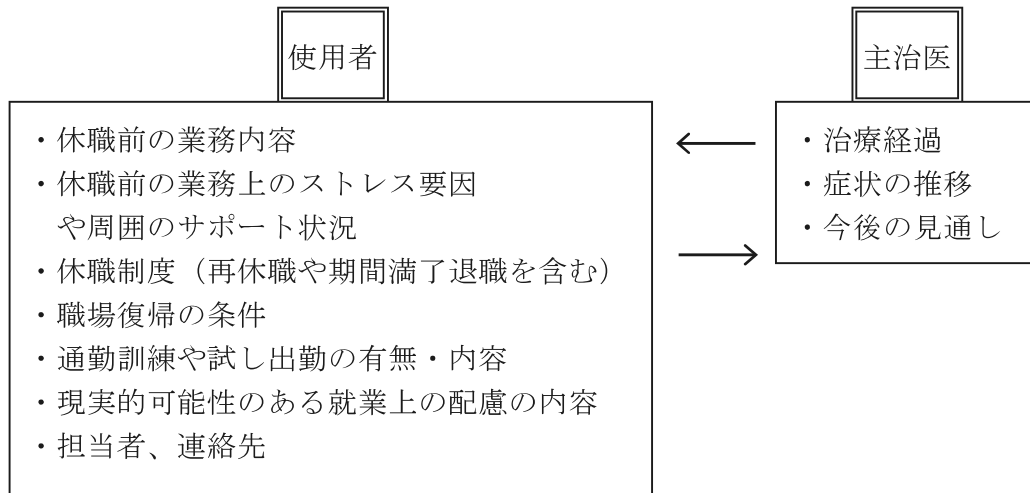 使用者
・休職前の業務内容
・休職前の業務上のストレス要因
や周囲のサポート状況
・休職制度（再休職や期間満了退職を含む）
・職場復帰の条件
・通勤訓練や試し出勤の有無・内容
・現実的可能性のある就業上の配慮の内容
・担当者、連絡先
主治医
・治療経過
・症状の推移
・今後の見通し